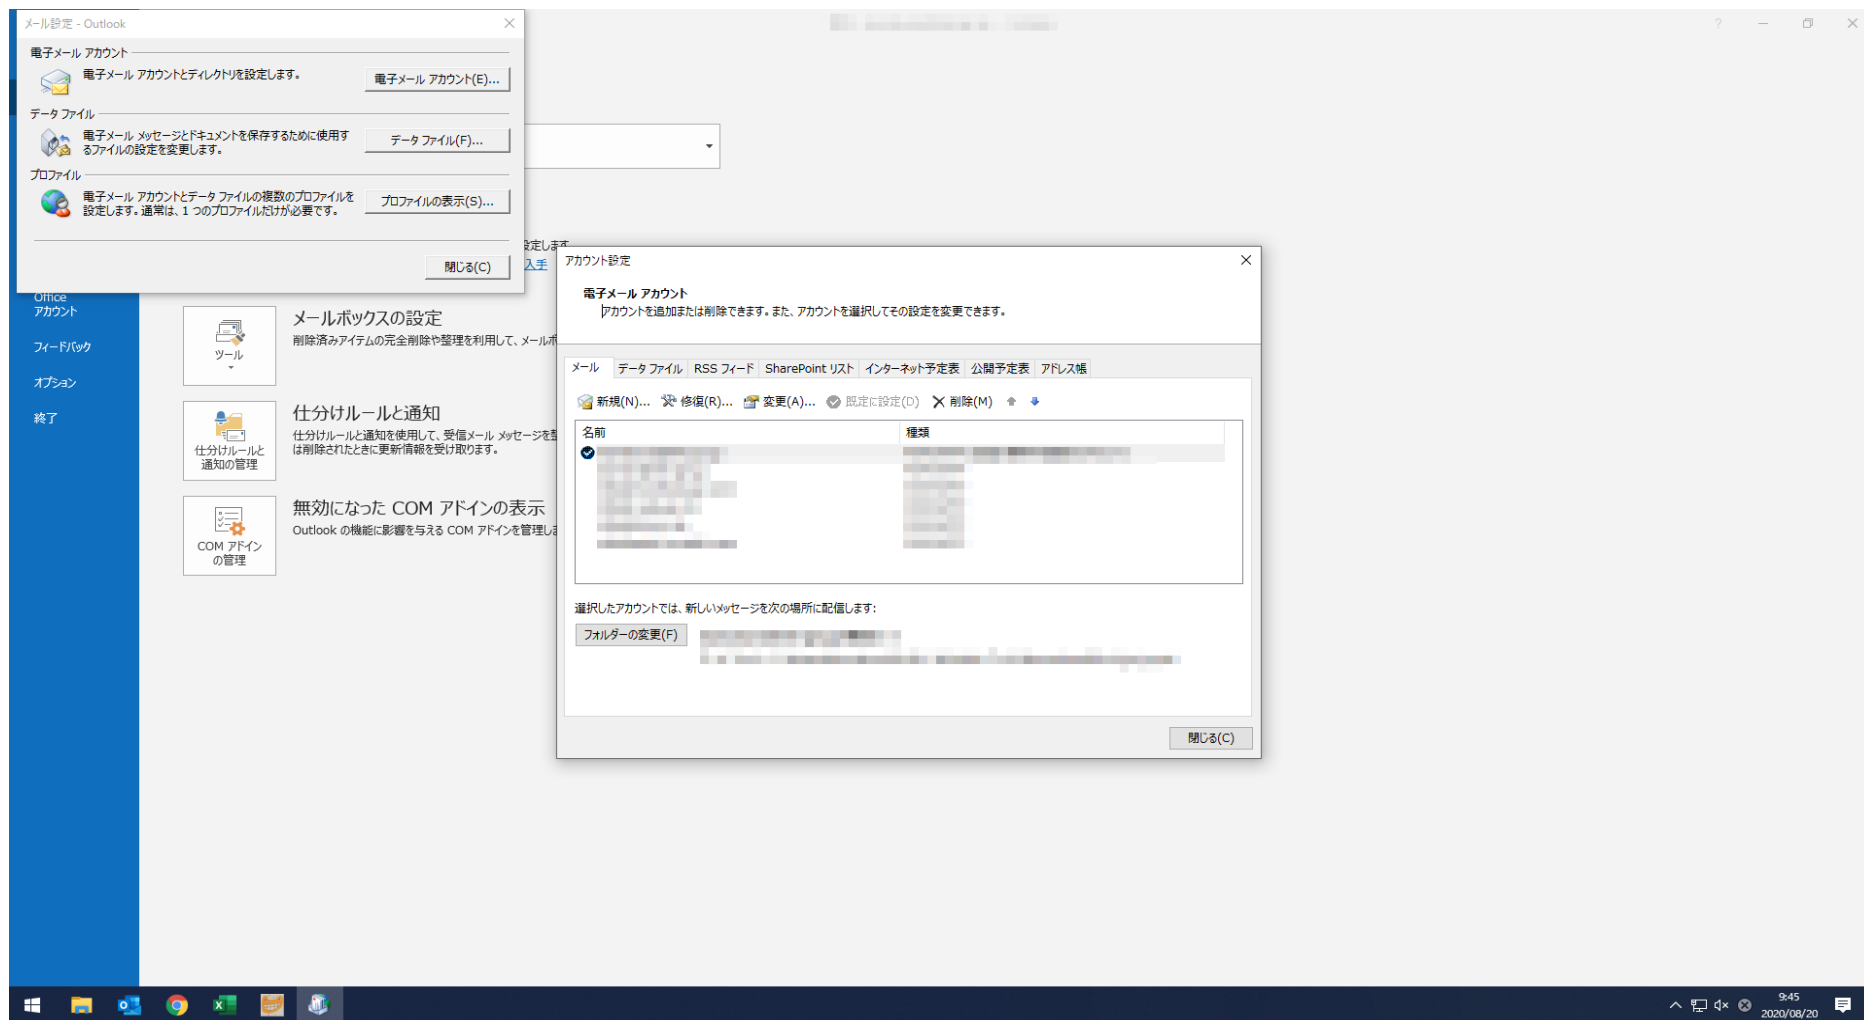 メール設定 - Outlook
電子メール アカウント
電子メール アカウントとディレクトリを設定します。
電子メール アカウント(E)...
データ ファイル
電子メール メッセージとドキュメントを保存するために使用す
るファイルの設定を変更します。
データ ファイル(F)...
プロファイル
電子メール アカウントとデータ ファイルの複数のプロファイルを
設定します。通常は、1 つのプロファイルだけが必要です。
プロファイルの表示(S)...
閉じる(C)
設定します。
入手
Office
アカウント
フィードバック
オプション
終了
ツール
メールボックスの設定
削除済みアイテムの完全削除や整理を利用して、メールボ
仕分けルールと
通知の管理
仕分けルールと通知
仕分けルールと通知を使用して、受信メール メッセージを整
は削除されたときに更新情報を受け取ります。
COM アドイン
の管理
無効になった COM アドインの表示
Outlook の機能に影響を与える COM アドインを管理しま
アカウント設定
電子メール アカウント
アカウントを追加または削除できます。また、アカウントを選択してその設定を変更できます。
メール データ ファイル RSS フィード SharePoint リスト インターネット予定表 公開予定表 アドレス帳
新規(N)... 修復(R)... 変更(A)... 既定に設定(D) 削除(M)
名前 種類
選択したアカウントでは、新しいメッセージを次の場所に配信します:
フォルダーの変更(F)
閉じる(C)
9:45
2020/08/20